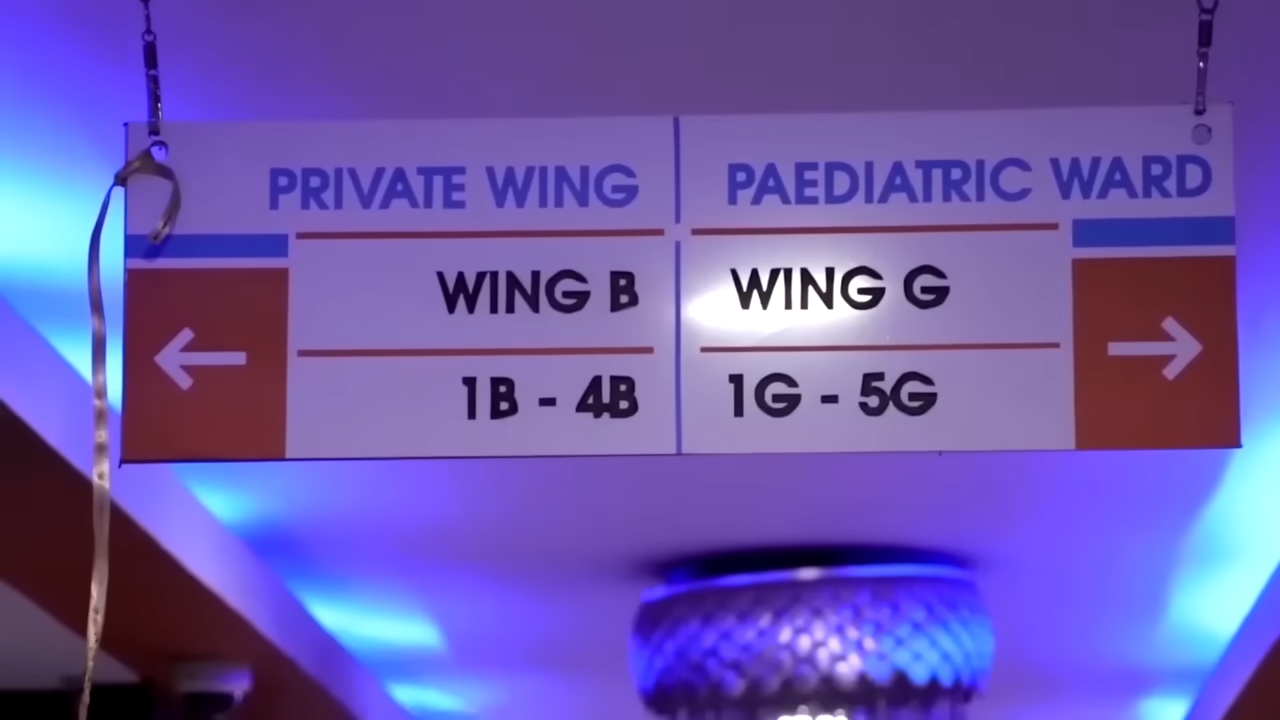 PRIVATE WING
WING B
1B - 4B
PAEDIATRIC WARD
WING G
1G - 5G